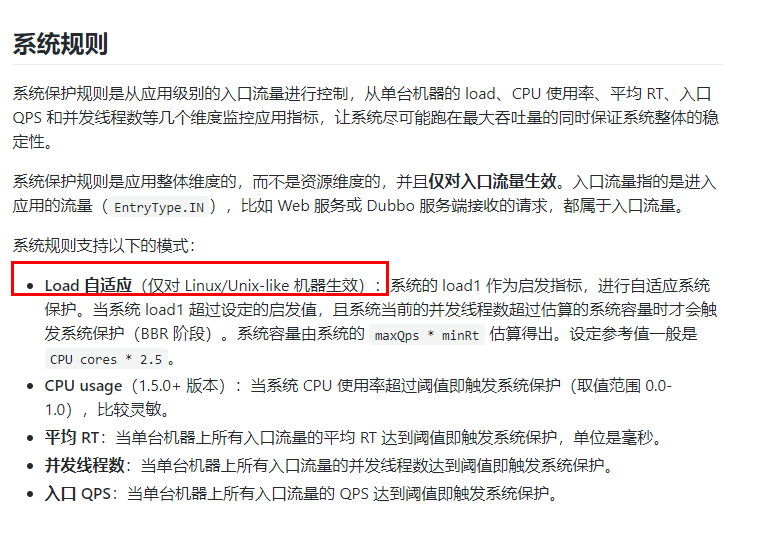 系统规则
系统保护规则是从应用级别的入口流量进行控制，从单台机器的 load、CPU 使用率、平均 RT、入口
QPS 和并发线程数等几个维度监控应用指标，让系统尽可能跑在最大吞吐量的同时保证系统整体的稳
定性。
系统保护规则是应用整体维度的，而不是资源维度的，并且仅对入口流量生效。入口流量指的是进入
应用的流量（EntryType.IN），比如 Web 服务或 Dubbo 服务端接收的请求，都属于入口流量。
系统规则支持以下的模式：
• Load 自适应（仅对 Linux/Unix-like 机器生效）：系统的 load1 作为启发指标，进行自适应系统
保护。当系统 load1 超过设定的启发值，且系统当前的并发线程数超过估算的系统容量时才会触
发系统保护（BBR 阶段）。系统容量由系统的 maxQps * minRt 估算得出。设定参考值一般是
CPU cores * 2.5。
• CPU usage（1.5.0+ 版本）：当系统 CPU 使用率超过阈值即触发系统保护（取值范围 0.0-
1.0），比较灵敏。
• 平均 RT：当单台机器上所有入口流量的平均 RT 达到阈值即触发系统保护，单位是毫秒。
• 并发线程数：当单台机器上所有入口流量的并发线程数达到阈值即触发系统保护。
• 入口 QPS：当单台机器上所有入口流量的 QPS 达到阈值即触发系统保护。